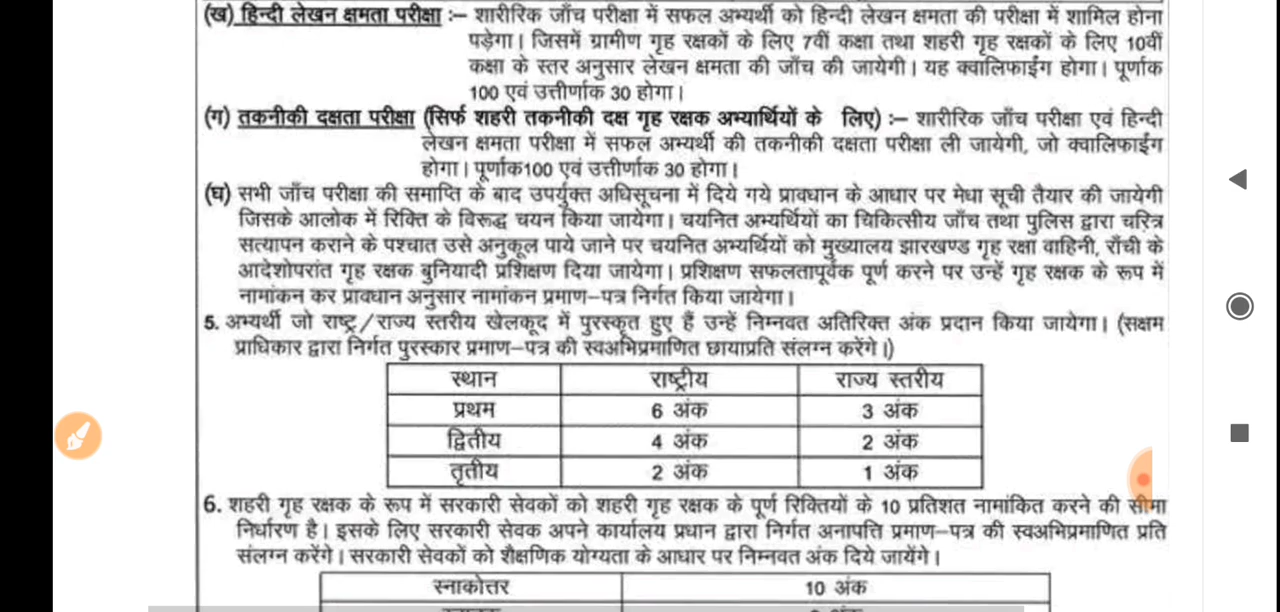 (ख) हिन्दी लेखन क्षमता परीक्षा :– शारीरिक जाँच परीक्षा में सफल अभ्यर्थी को हिन्दी लेखन क्षमता की परीक्षा में शामिल होना
पड़ेगा। जिसमें ग्रामीण गृह रक्षकों के लिए 7वीं कक्षा तथा शहरी गृह रक्षकों के लिए 10वीं
कक्षा के स्तर अनुसार लेखन क्षमता की जाँच की जायेगी। यह क्वालिफाईंग होगा। पूर्णांक
100 एवं उत्तीर्णांक 30 होगा।
(ग) तकनीकी दक्षता परीक्षा (सिर्फ शहरी तकनीकी दक्ष गृह रक्षक अभ्यार्थियों के लिए) :– शारीरिक जाँच परीक्षा एवं हिन्दी
लेखन क्षमता परीक्षा में सफल अभ्यर्थी की तकनीकी दक्षता परीक्षा ली जायेगी, जो क्वालिफाईंग
होगा। पूर्णांक100 एवं उत्तीर्णांक 30 होगा।
(घ) सभी जाँच परीक्षा की समाप्ति के बाद उपर्युक्त अधिसूचना में दिये गये प्रावधान के आधार पर मेधा सूची तैयार की जायेगी
जिसके आलोक में रिक्ति के विरूद्ध चयन किया जायेगा। चयनित अभ्यर्थियों का चिकित्सीय जाँच तथा पुलिस द्वारा चरित्र
सत्यापन कराने के पश्चात उसे अनुकूल पाये जाने पर चयनित अभ्यर्थियों को मुख्यालय झारखण्ड गृह रक्षा वाहिनी, राँची के
आदेशोपरांत गृह रक्षक बुनियादी प्रशिक्षण दिया जायेगा। प्रशिक्षण सफलतापूर्वक पूर्ण करने पर उन्हें गृह रक्षक के रूप में
नामांकन कर प्रावधान अनुसार नामांकन प्रमाण–पत्र निर्गत किया जायेगा।
5. अभ्यर्थी जो राष्ट्र/राज्य स्तरीय खेलकूद में पुरस्कृत हुए हैं उन्हें निम्नवत अतिरिक्त अंक प्रदान किया जायेगा। (सक्षम
प्राधिकार द्वारा निर्गत पुरस्कार प्रमाण–पत्र की स्वअभिप्रमाणित छायाप्रति संलग्न करेंगे।)
स्थान राष्ट्रीय राज्य स्तरीय
प्रथम 6 अंक 3 अंक
द्वितीय 4 अंक 2 अंक
तृतीय 2 अंक 1 अंक
6. शहरी गृह रक्षक के रूप में सरकारी सेवकों को शहरी गृह रक्षक के पूर्ण रिक्तियों के 10 प्रतिशत नामांकित करने की सीमा
निर्धारण है। इसके लिए सरकारी सेवक अपने कार्यालय प्रधान द्वारा निर्गत अनापत्ति प्रमाण–पत्र की स्वअभिप्रमाणित प्रति
संलग्न करेंगे। सरकारी सेवकों को शैक्षणिक योग्यता के आधार पर निम्नवत अंक दिये जायेंगे।
स्नाकोत्तर 10 अंक